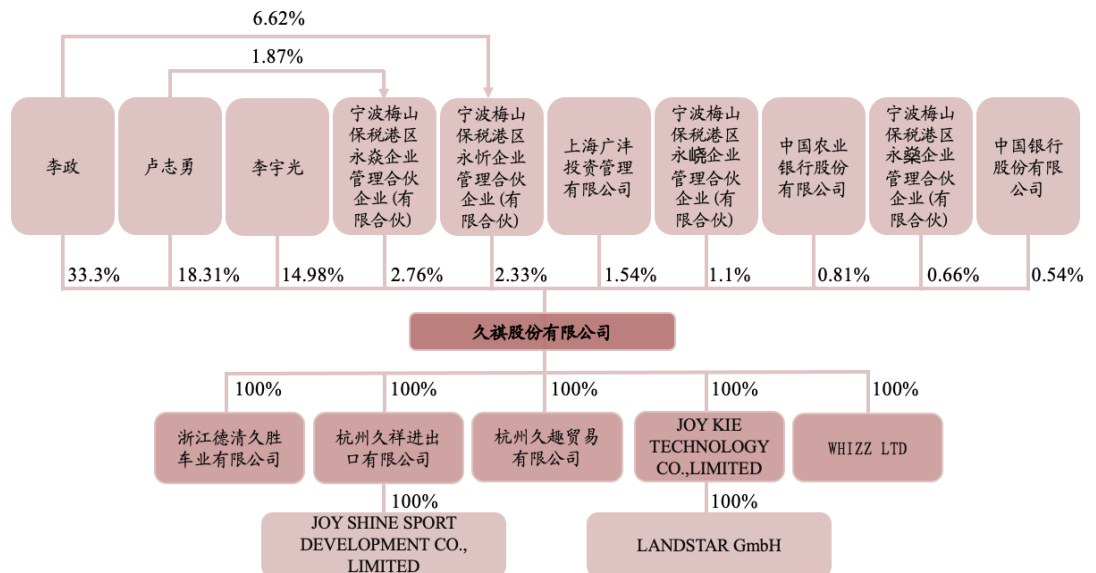 6.62%
1.87%
李政
卢志勇
李宇光
宁波梅山
保税港区
永焱企业
管理合伙
企业(有
限合伙)
宁波梅山
保税港区
永忻企业
管理合伙
企业(有
限合伙)
上海广沣
投资管理
有限公司
宁波梅山
保税港区
永峣企业
管理合伙
企业(有
限合伙)
中国农业
银行股份
有限公司
宁波梅山
保税港区
永燊企业
管理合伙
企业(有
限合伙)
中国银行
股份有限
公司
33.3%
18.31%
14.98%
2.76%
2.33%
1.54%
1.1%
0.81%
0.66%
0.54%
久祺股份有限公司
100%
100%
100%
100%
100%
浙江德清久胜
车业有限公司
杭州久祥进出
口有限公司
杭州久趣贸易
有限公司
JOY KIE
TECHNOLOGY
CO.,LIMITED
WHIZZ LTD
100%
100%
JOY SHINE SPORT
DEVELOPMENT CO.,
LIMITED
LANDSTAR GmbH